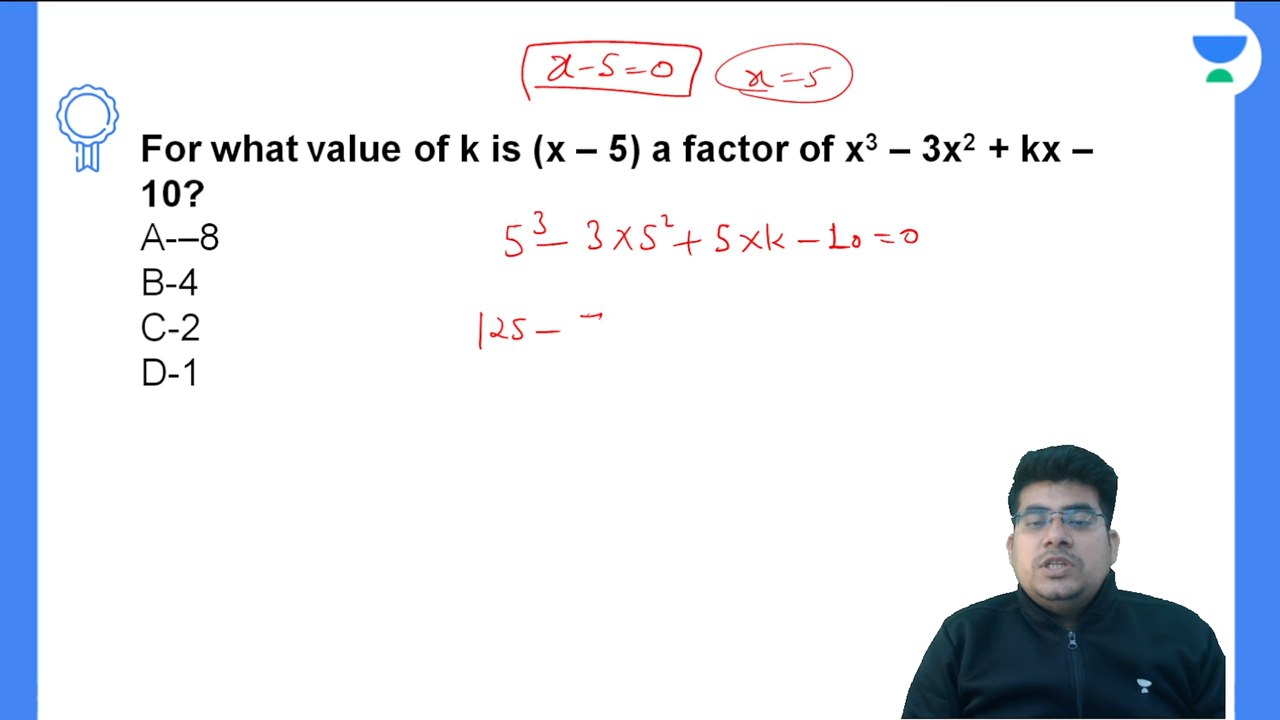 x-5=0 x=5
For what value of k is (x – 5) a factor of x³ – 3x² + kx –
10?
A-–8
5³ - 3×5² + 5×k - 10 = 0
B-4
C-2
125 -
D-1